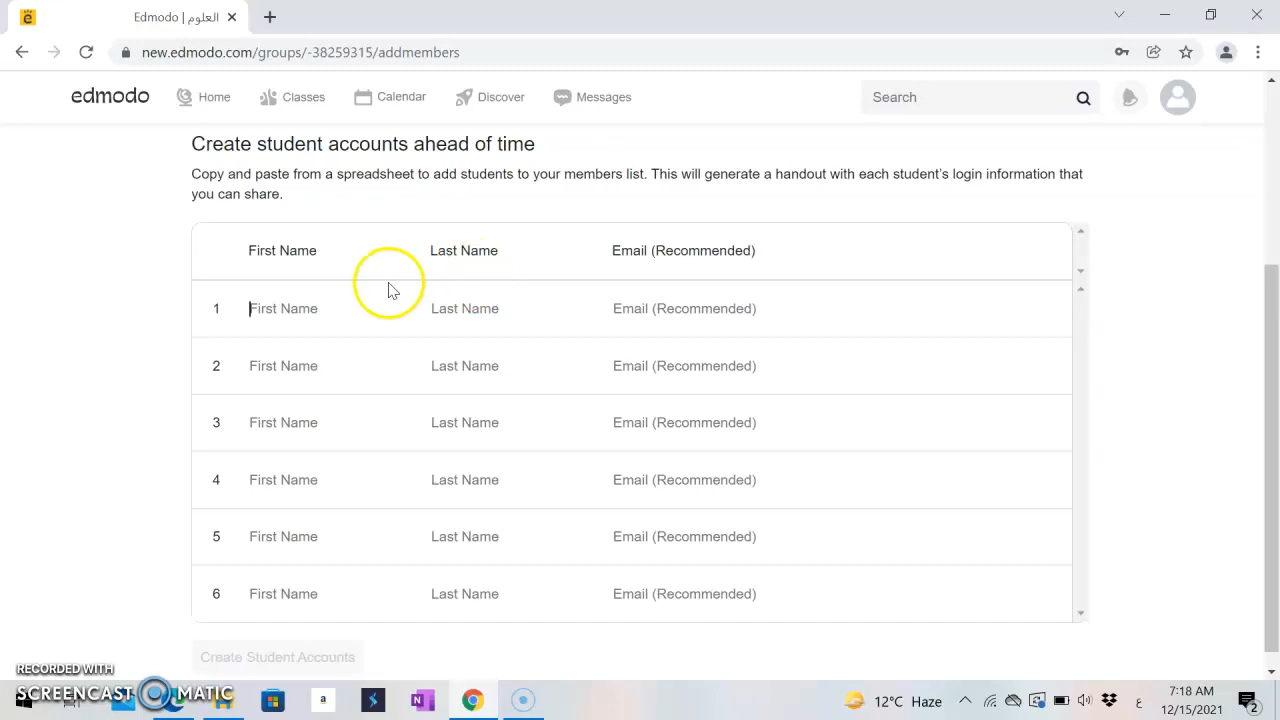 Edmodo | العلوم
new.edmodo.com/groups/-38259315/addmembers
edmodo
Home
Classes
Calendar
Discover
Messages
Search
Create student accounts ahead of time
Copy and paste from a spreadsheet to add students to your members list. This will generate a handout with each student’s login information that
you can share.
First Name Last Name Email (Recommended)
1 First Name Last Name Email (Recommended)
2 First Name Last Name Email (Recommended)
3 First Name Last Name Email (Recommended)
4 First Name Last Name Email (Recommended)
5 First Name Last Name Email (Recommended)
6 First Name Last Name Email (Recommended)
Create Student Accounts
RECORDED WITH
SCREENCAST MATIC
12°C Haze
ع
7:18 AM
12/15/2021
2